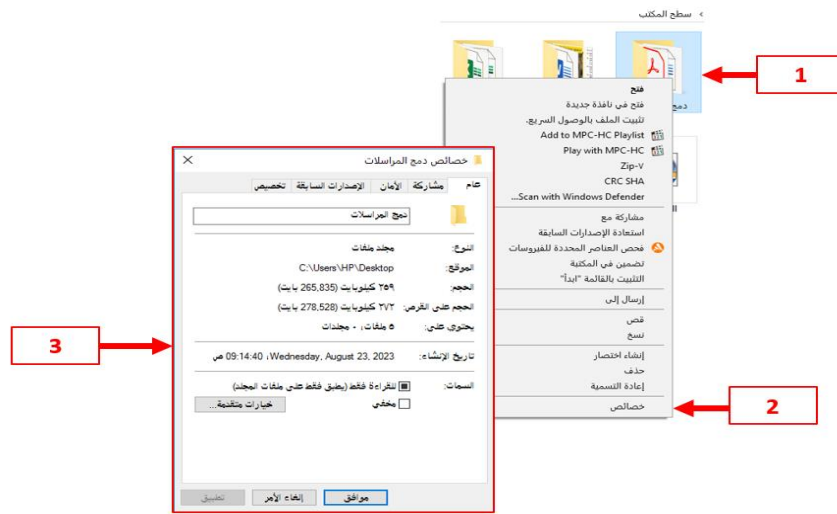 سطح المكتب
1
دمج
فتح
فتح في نافذة جديدة
تثبيت الملف بالوصول السريع.
Add to MPC-HC Playlist
Play with MPC-HC
Zip-٧
CRC SHA
Scan with Windows Defender...
مشاركة مع
استعادة الإصدارات السابقة
فحص العناصر المحددة للفيروسات
تضمين في المكتبة
التثبيت بالقائمة "ابدأ"
إرسال إلى
قص
نسخ
إنشاء اختصار
حذف
إعادة التسمية
خصائص
2
خصائص دمج المراسلات
عام مشاركة الأمان الإصدارات السابقة تخصيص
دمج المراسلات
النوع: مجلد ملفات
الموقع: C:\Users\HP\Desktop
الحجم: ٢٥٩ كيلوبايت (265,835 بايت)
الحجم على القرص: ٢٧٢ كيلوبايت (278,528 بايت)
يحتوي على: ٥ ملفات، ٠ مجلدات
تاريخ الإنشاء: Wednesday, August 23, 2023، 09:14:40 ص
السمات: للقراءة فقط (يطبق فقط على ملفات المجلد)
مخفي
خيارات متقدمة...
موافق إلغاء الأمر تطبيق
3